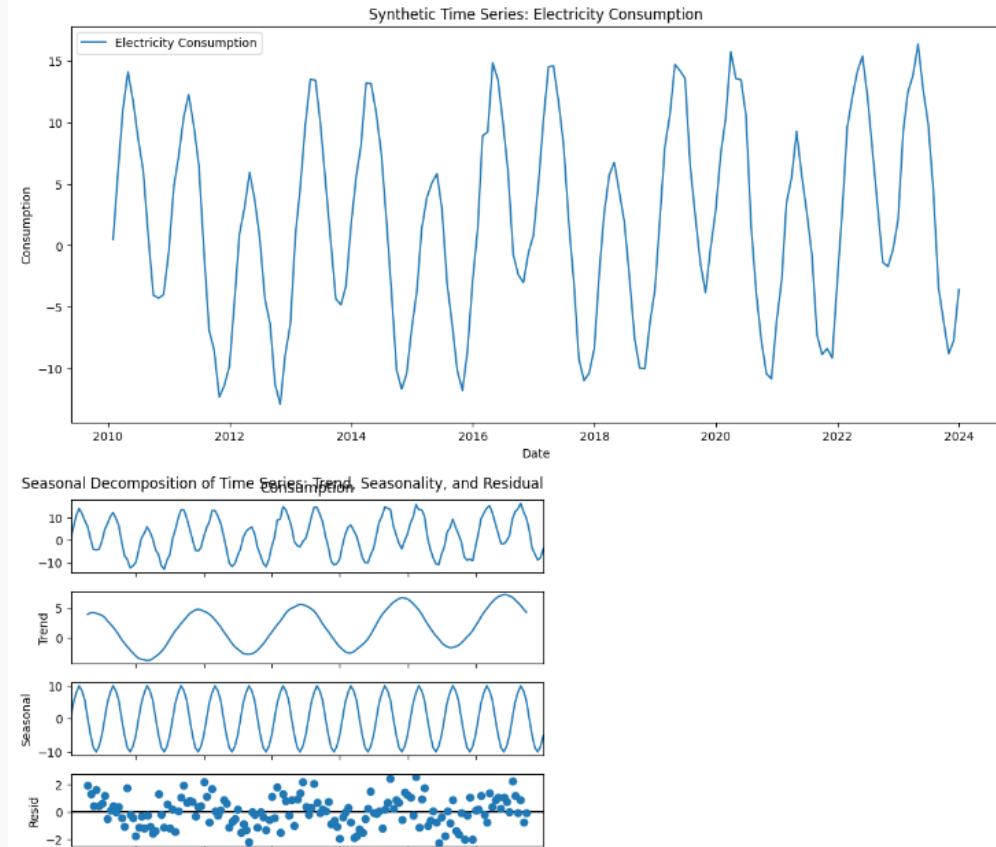 Synthetic Time Series: Electricity Consumption
Electricity Consumption
15
10
5
0
−5
−10
Consumption
2010 2012 2014 2016 2018 2020 2022 2024
Date
Seasonal Decomposition of Time Series: Trend, Seasonality, and Residual
Consumption
10
0
−10
Trend
5
0
Seasonal
10
0
−10
Resid
2
0
−2